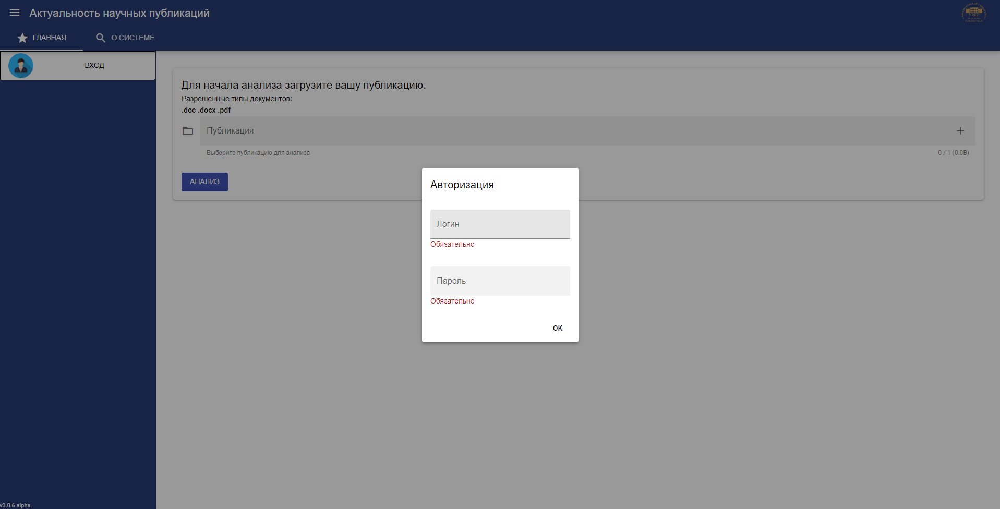 Актуальность научных публикаций
ГЛАВНАЯ
О СИСТЕМЕ
ВХОД
Для начала анализа загрузите вашу публикацию.
Разрешённые типы документов:
.doc .docx .pdf
Публикация
Выберите публикацию для анализа
0 / 1 (0.0B)
АНАЛИЗ
Авторизация
Логин
Обязательно
Пароль
Обязательно
ОК
v3.0.6 alpha.